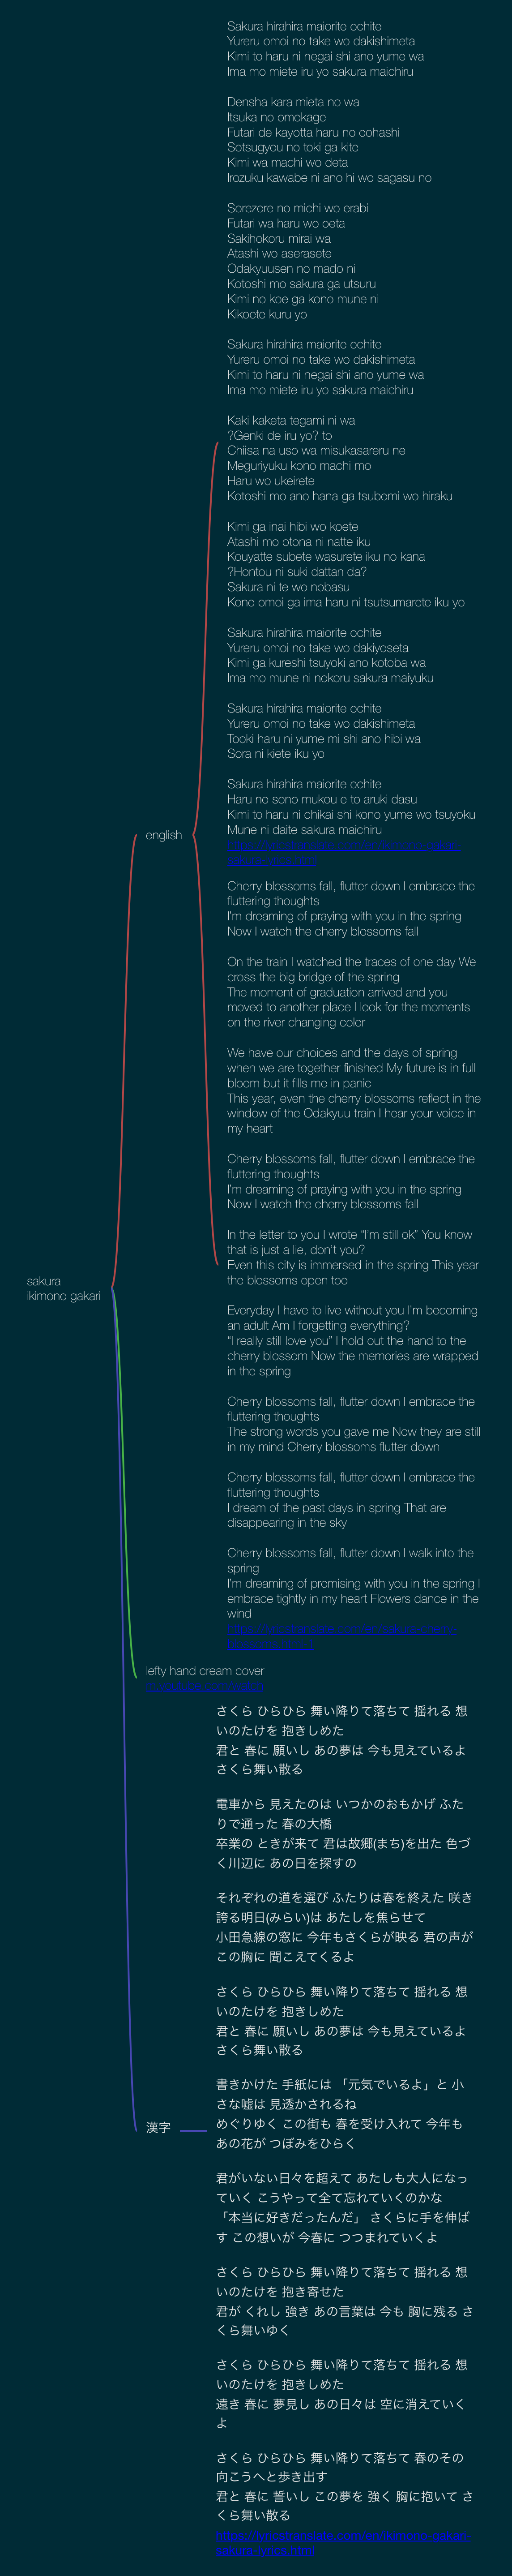 Sakura hirahira maiorite ochite
Yureru omoi no take wo dakishimeta
Kimi to haru ni negai shi ano yume wa
Ima mo miete iru yo sakura maichiru
Densha kara mieta no wa
Itsuka no omokage
Futari de kayotta haru no oohashi
Sotsugyou no toki ga kite
Kimi wa machi wo deta
Irozuku kawabe ni ano hi wo sagasu no
Sorezore no michi wo erabi
Futari wa haru wo oeta
Sakihokoru mirai wa
Atashi wo aserasete
Odakyuusen no mado ni
Kotoshi mo sakura ga utsuru
Kimi no koe ga kono mune ni
Kikoete kuru yo
Sakura hirahira maiorite ochite
Yureru omoi no take wo dakishimeta
Kimi to haru ni negai shi ano yume wa
Ima mo miete iru yo sakura maichiru
Kaki kaketa tegami ni wa
?Genki de iru yo? to
Chiisa na uso wa misukasareru ne
Meguriyuku kono machi mo
Haru wo ukeirete
Kotoshi mo ano hana ga tsubomi wo hiraku
Kimi ga inai hibi wo koete
Atashi mo otona ni natte iku
Kouyatte subete wasurete iku no kana
?Hontou ni suki dattan da?
Sakura ni te wo nobasu
Kono omoi ga ima haru ni tsutsumarete iku yo
Sakura hirahira maiorite ochite
Yureru omoi no take wo dakiyoseta
Kimi ga kureshi tsuyoki ano kotoba wa
Ima mo mune ni nokoru sakura maiyuku
Sakura hirahira maiorite ochite
Yureru omoi no take wo dakishimeta
Tooki haru ni yume mi shi ano hibi wa
Sora ni kiete iku yo
Sakura hirahira maiorite ochite
Haru no sono mukou e to aruki dasu
Kimi to haru ni chikai shi kono yume wo tsuyoku
Mune ni daite sakura maichiru
english
Cherry blossoms fall, flutter down I embrace the
fluttering thoughts
I'm dreaming of praying with you in the spring
Now I watch the cherry blossoms fall
On the train I watched the traces of one day We
cross the big bridge of the spring
The moment of graduation arrived and you
moved to another place I look for the moments
on the river changing color
We have our choices and the days of spring
when we are together finished My future is in full
bloom but it fills me in panic
This year, even the cherry blossoms reflect in the
window of the Odakyuu train I hear your voice in
my heart
Cherry blossoms fall, flutter down I embrace the
fluttering thoughts
I'm dreaming of praying with you in the spring
Now I watch the cherry blossoms fall
In the letter to you I wrote “I'm still ok” You know
that is just a lie, don't you?
Even this city is immersed in the spring This year
the blossoms open too
sakura
ikimono gakari
Everyday I have to live without you I'm becoming
an adult Am I forgetting everything?
“I really still love you” I hold out the hand to the
cherry blossom Now the memories are wrapped
in the spring
Cherry blossoms fall, flutter down I embrace the
fluttering thoughts
The strong words you gave me Now they are still
in my mind Cherry blossoms flutter down
Cherry blossoms fall, flutter down I embrace the
fluttering thoughts
I dream of the past days in spring That are
disappearing in the sky
Cherry blossoms fall, flutter down I walk into the
spring
I'm dreaming of promising with you in the spring I
embrace tightly in my heart Flowers dance in the
wind
lefty hand cream cover
さくら ひらひら 舞い降りて落ちて 揺れる 想
いのたけを 抱きしめた
君と 春に 願いし あの夢は 今も見えているよ
さくら舞い散る
電車から 見えたのは いつかのおもかげ ふた
りで通った 春の大橋
卒業の ときが来て 君は故郷(まち)を出た 色づ
く川辺に あの日を探すの
それぞれの道を選び ふたりは春を終えた 咲き
誇る明日(みらい)は あたしを焦らせて
小田急線の窓に 今年もさくらが映る 君の声が
この胸に 聞こえてくるよ
さくら ひらひら 舞い降りて落ちて 揺れる 想
いのたけを 抱きしめた
君と 春に 願いし あの夢は 今も見えているよ
さくら舞い散る
書きかけた 手紙には 「元気でいるよ」と 小
さな嘘は 見透かされるね
めぐりゆく この街も 春を受け入れて 今年も
あの花が つぼみをひらく
漢字
君がいない日々を超えて あたしも大人になっ
ていく こうやって全て忘れていくのかな
「本当に好きだったんだ」 さくらに手を伸ば
す この想いが 今春に つつまれていくよ
さくら ひらひら 舞い降りて落ちて 揺れる 想
いのたけを 抱き寄せた
君が くれし 強き あの言葉は 今も 胸に残る さ
くら舞いゆく
さくら ひらひら 舞い降りて落ちて 揺れる 想
いのたけを 抱きしめた
遠き 春に 夢見し あの日々は 空に消えていく
よ
さくら ひらひら 舞い降りて落ちて 春のその
向こうへと歩き出す
君と 春に 誓いし この夢を 強く 胸に抱いて さ
くら舞い散る